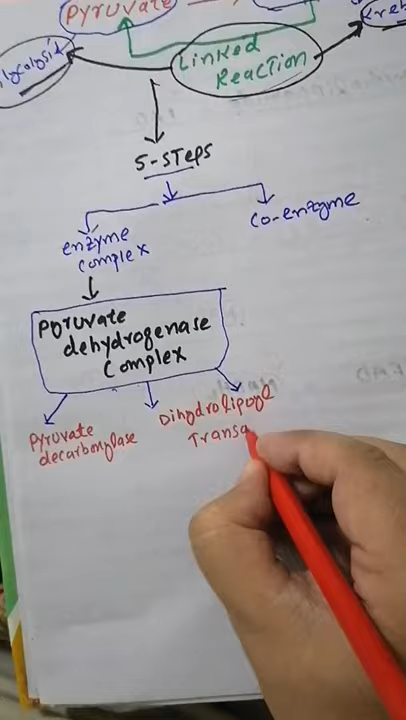 Pyruvate
Glycolysis
Linked
Reaction
Kreb
5-Steps
enzyme
complex
Co-enzyme
Pyruvate
dehydrogenase
Complex
Pyruvate
decarboxylase
Dihydrolipoyl
Transa